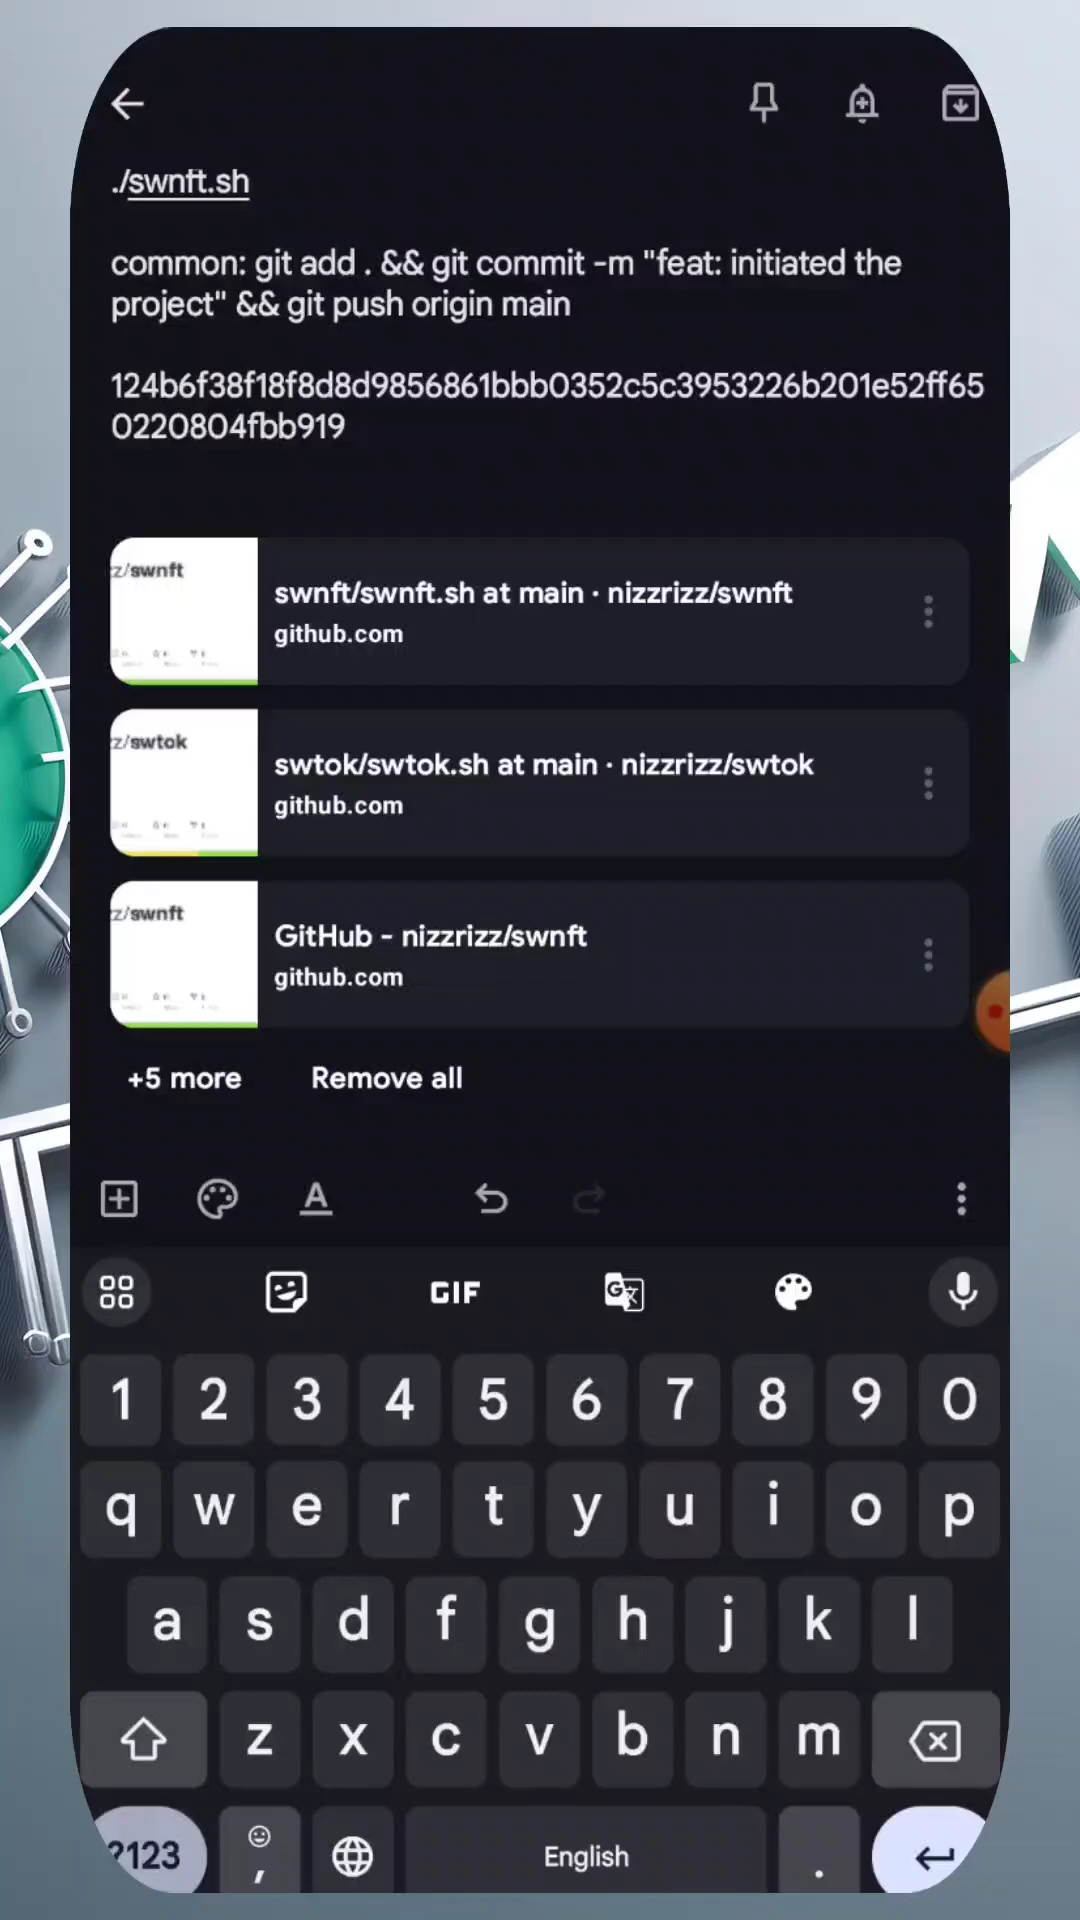 ./swnft.sh
common: git add . && git commit -m "feat: initiated the
project" && git push origin main
124b6f38f18f8d8d9856861bbb0352c5c3953226b201e52ff65
0220804fbb919
z/swnft
swnft/swnft.sh at main · nizzrizz/swnft
github.com
z/swtok
swtok/swtok.sh at main · nizzrizz/swtok
github.com
z/swnft
GitHub - nizzrizz/swnft
github.com
+5 more Remove all
A
GIF
1 2 3 4 5 6 7 8 9 0
q w e r t y u i o p
a s d f g h j k l
z x c v b n m
?123 , English .